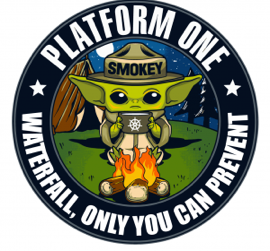 PLATFORM ONE
SMOKEY
WATERFALL, ONLY YOU CAN PREVENT